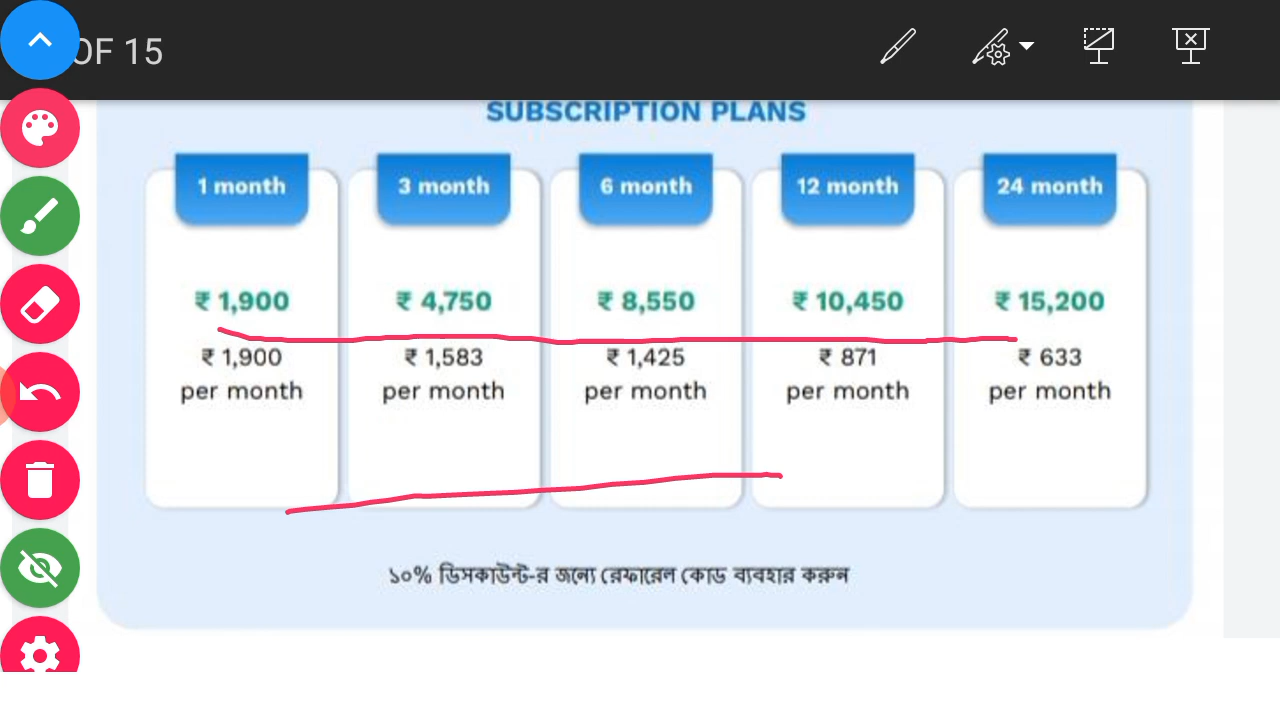 OF 15
SUBSCRIPTION PLANS
1 month
₹ 1,900
₹ 1,900
per month
3 month
₹ 4,750
₹ 1,583
per month
6 month
₹ 8,550
₹ 1,425
per month
12 month
₹ 10,450
₹ 871
per month
24 month
₹ 15,200
₹ 633
per month
১০% ডিসকাউন্ট-র জন্যে রেফারেল কোড ব্যবহার করুন